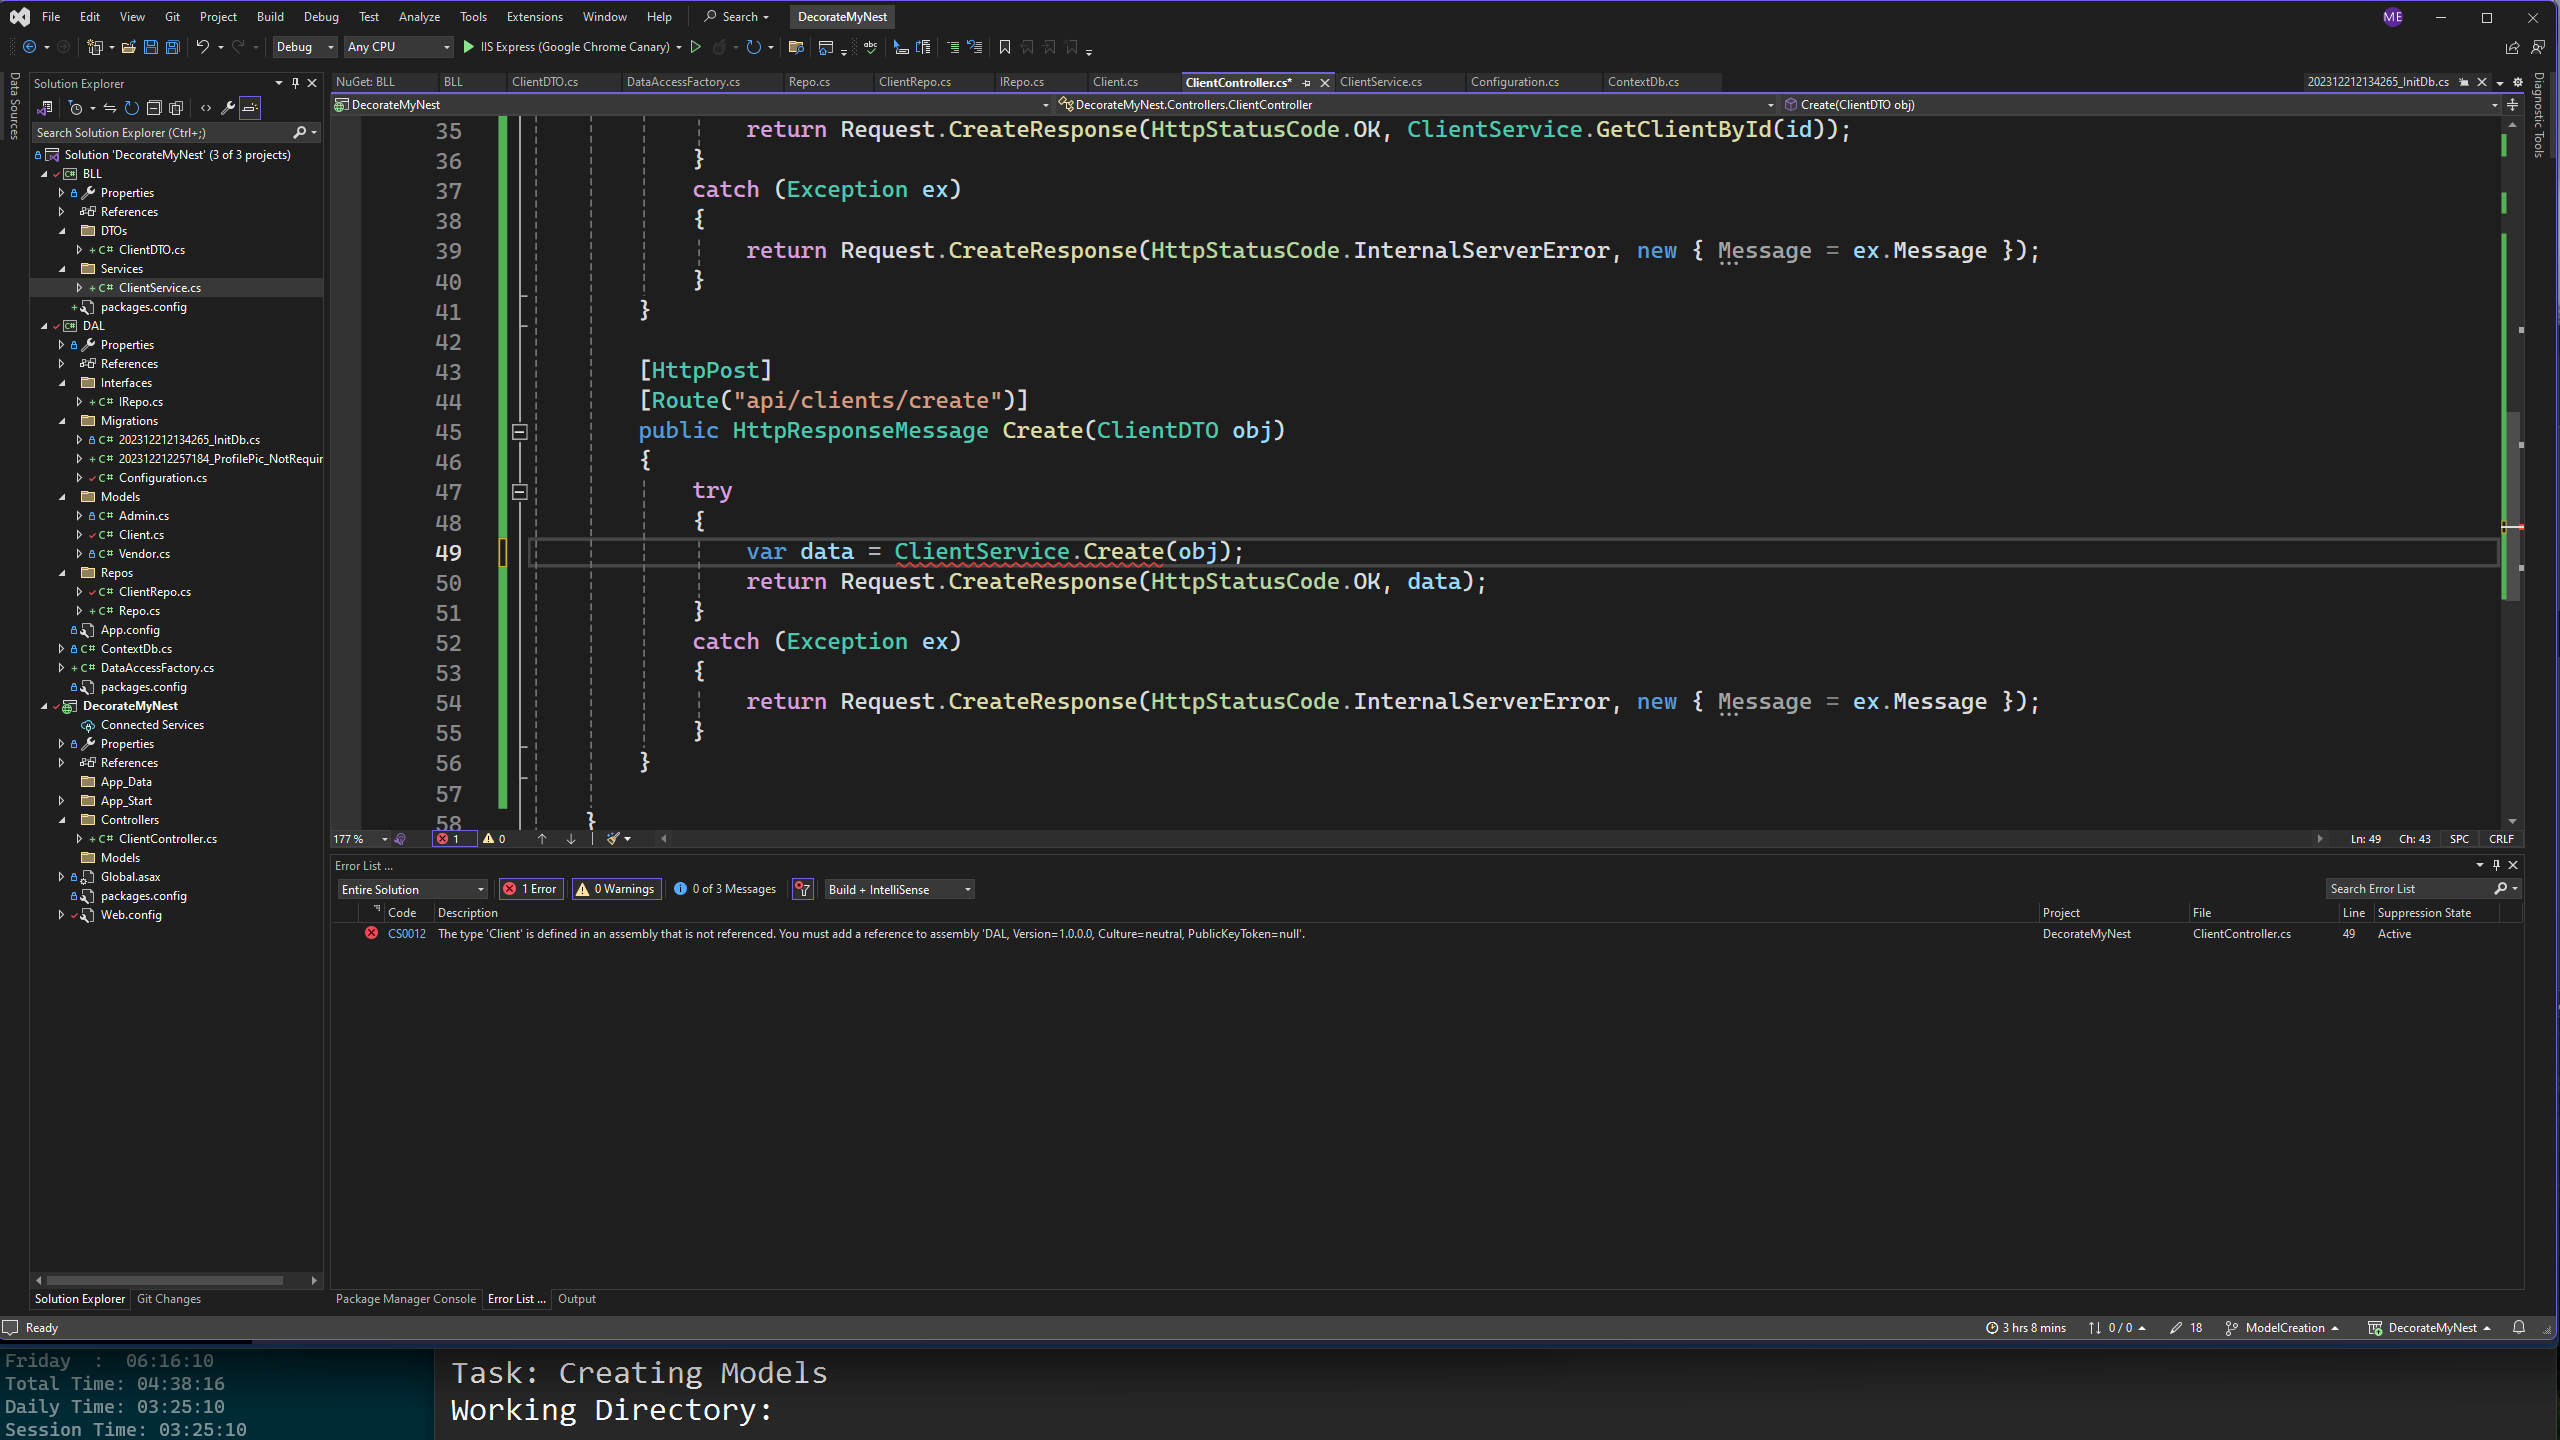 File Edit View Git Project Build Debug Test Analyze Tools Extensions Window Help Search DecorateMyNest ME
Debug Any CPU IIS Express (Google Chrome Canary)
Data Sources
Solution Explorer
Search Solution Explorer (Ctrl+;)
Solution 'DecorateMyNest' (3 of 3 projects)
BLL
Properties
References
DTOs
C# ClientDTO.cs
Services
C# ClientService.cs
packages.config
DAL
Properties
References
Interfaces
C# IRepo.cs
Migrations
C# 202312212134265_InitDb.cs
C# 202312212257184_ProfilePic_NotRequir
C# Configuration.cs
Models
C# Admin.cs
C# Client.cs
C# Vendor.cs
Repos
C# ClientRepo.cs
C# Repo.cs
App.config
C# ContextDb.cs
C# DataAccessFactory.cs
packages.config
DecorateMyNest
Connected Services
Properties
References
App_Data
App_Start
Controllers
C# ClientController.cs
Models
Global.asax
packages.config
Web.config
Solution Explorer Git Changes
NuGet: BLL BLL ClientDTO.cs DataAccessFactory.cs Repo.cs ClientRepo.cs IRepo.cs Client.cs ClientController.cs* ClientService.cs Configuration.cs ContextDb.cs 202312212134265_InitDb.cs
DecorateMyNest DecorateMyNest.Controllers.ClientController Create(ClientDTO obj)
Diagnostic Tools
35 return Request.CreateResponse(HttpStatusCode.OK, ClientService.GetClientById(id));
36 }
37 catch (Exception ex)
38 {
39 return Request.CreateResponse(HttpStatusCode.InternalServerError, new { Message = ex.Message });
40 }
41 }
42
43 [HttpPost]
44 [Route("api/clients/create")]
45 public HttpResponseMessage Create(ClientDTO obj)
46 {
47 try
48 {
49 var data = ClientService.Create(obj);
50 return Request.CreateResponse(HttpStatusCode.OK, data);
51 }
52 catch (Exception ex)
53 {
54 return Request.CreateResponse(HttpStatusCode.InternalServerError, new { Message = ex.Message });
55 }
56 }
57
58 }
177 % 1 0 Ln: 49 Ch: 43 SPC CRLF
Error List ...
Entire Solution 1 Error 0 Warnings 0 of 3 Messages Build + IntelliSense Search Error List
Code Description Project File Line Suppression State
CS0012 The type 'Client' is defined in an assembly that is not referenced. You must add a reference to assembly 'DAL, Version=1.0.0.0, Culture=neutral, PublicKeyToken=null'. DecorateMyNest ClientController.cs 49 Active
Package Manager Console Error List ... Output
Ready 3 hrs 8 mins 0 / 0 18 ModelCreation DecorateMyNest
Friday : 06:16:10
Total Time: 04:38:16
Daily Time: 03:25:10
Session Time: 03:25:10
Task: Creating Models
Working Directory: